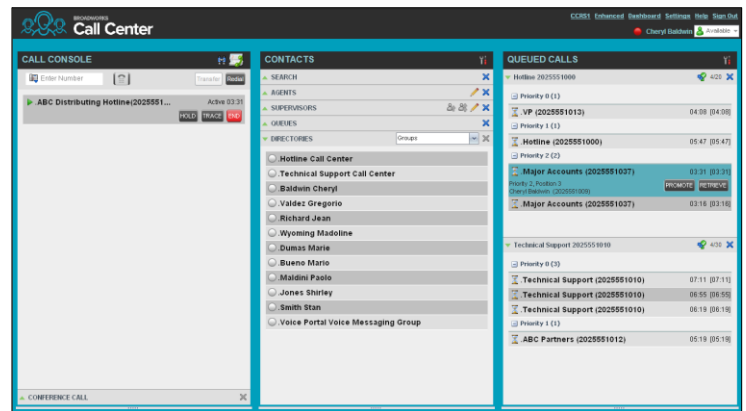 BROADWORKS
Call Center
CCRS1 Enhanced Dashboard Settings Help Sign Out
Cheryl Baldwin Available
CALL CONSOLE
Enter Number Transfer Redial
.ABC Distributing Hotline(2025551... Active 03:31
HOLD TRACE END
CONFERENCE CALL
CONTACTS
SEARCH
AGENTS
SUPERVISORS
QUEUES
DIRECTORIES Groups
.Hotline Call Center
.Technical Support Call Center
.Baldwin Cheryl
.Valdez Gregorio
.Richard Jean
.Wyoming Madoline
.Dumas Marie
.Bueno Mario
.Maldini Paolo
.Jones Shirley
.Smith Stan
.Voice Portal Voice Messaging Group
QUEUED CALLS
Hotline 2025551000 4/20
Priority 0 (1)
.VP (2025551013) 04:08 [04:08]
Priority 1 (1)
.Hotline (2025551000) 05:47 [05:47]
Priority 2 (2)
.Major Accounts (2025551037) 03:31 [03:31]
Priority 2, Position 3
Cheryl Baldwin (2025551009)
PROMOTE RETRIEVE
.Major Accounts (2025551037) 03:16 [03:16]
Technical Support 2025551010 4/30
Priority 0 (3)
.Technical Support (2025551010) 07:11 [07:11]
.Technical Support (2025551010) 06:55 [06:55]
.Technical Support (2025551010) 06:19 [06:19]
Priority 1 (1)
.ABC Partners (2025551012) 05:19 [05:19]